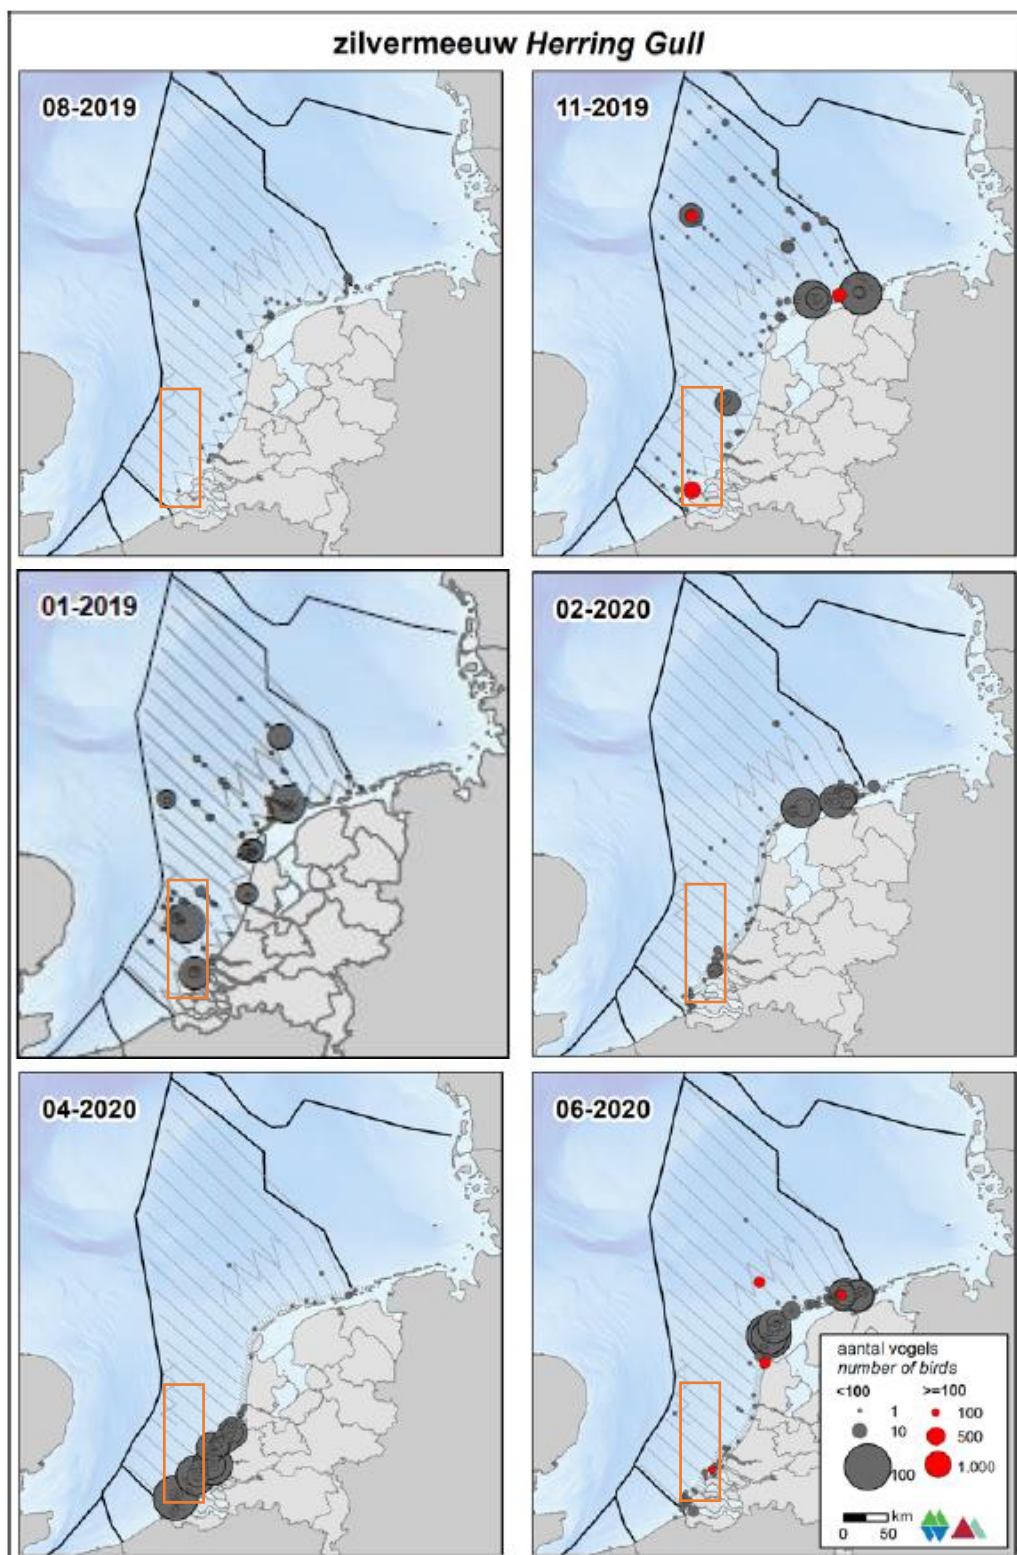 zilvermeeuw Herring Gull
08-2019
11-2019
01-2019
02-2020
04-2020
06-2020
aantal vogels
number of birds
<100 >=100
1 100
10 500
100 1.000
km
0 50